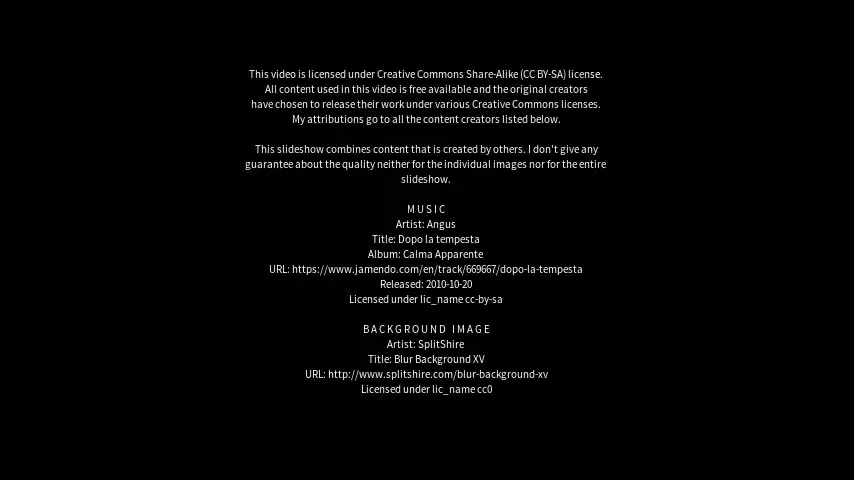 This video is licensed under Creative Commons Share-Alike (CC BY-SA) license.
All content used in this video is free available and the original creators
have chosen to release their work under various Creative Commons licenses.
My attributions go to all the content creators listed below.
This slideshow combines content that is created by others. I don't give any
guarantee about the quality neither for the individual images nor for the entire
slideshow.
MUSIC
Artist: Angus
Title: Dopo la tempesta
Album: Calma Apparente
URL: https://www.jamendo.com/en/track/669667/dopo-la-tempesta
Released: 2010-10-20
Licensed under lic_name cc-by-sa
BACKGROUND IMAGE
Artist: SplitShire
Title: Blur Background XV
URL: http://www.splitshire.com/blur-background-xv
Licensed under lic_name cc0